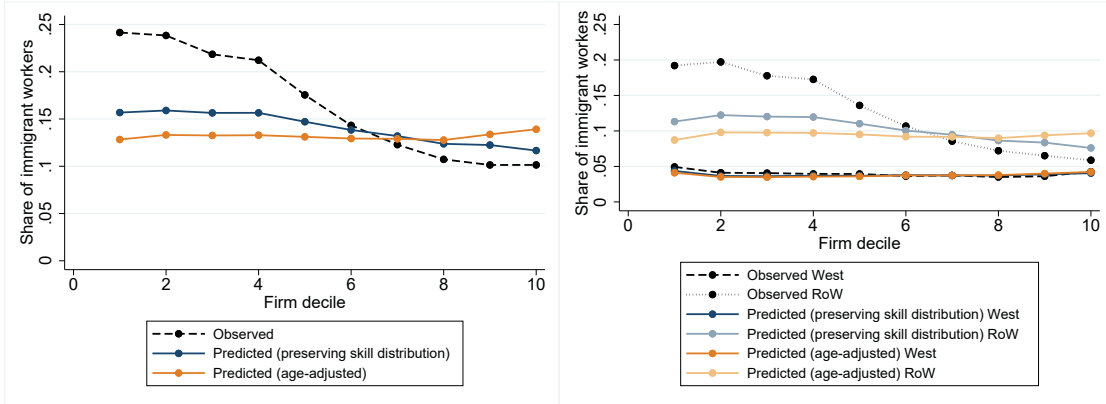 Share of immigrant workers
.25
.2
.15
.1
.05
0
0 2 4 6 8 10
Firm decile
Observed
Predicted (preserving skill distribution)
Predicted (age-adjusted)
Share of immigrant workers
.25
.2
.15
.1
.05
0
0 2 4 6 8 10
Firm decile
Observed West
Observed RoW
Predicted (preserving skill distribution) West
Predicted (preserving skill distribution) RoW
Predicted (age-adjusted) West
Predicted (age-adjusted) RoW